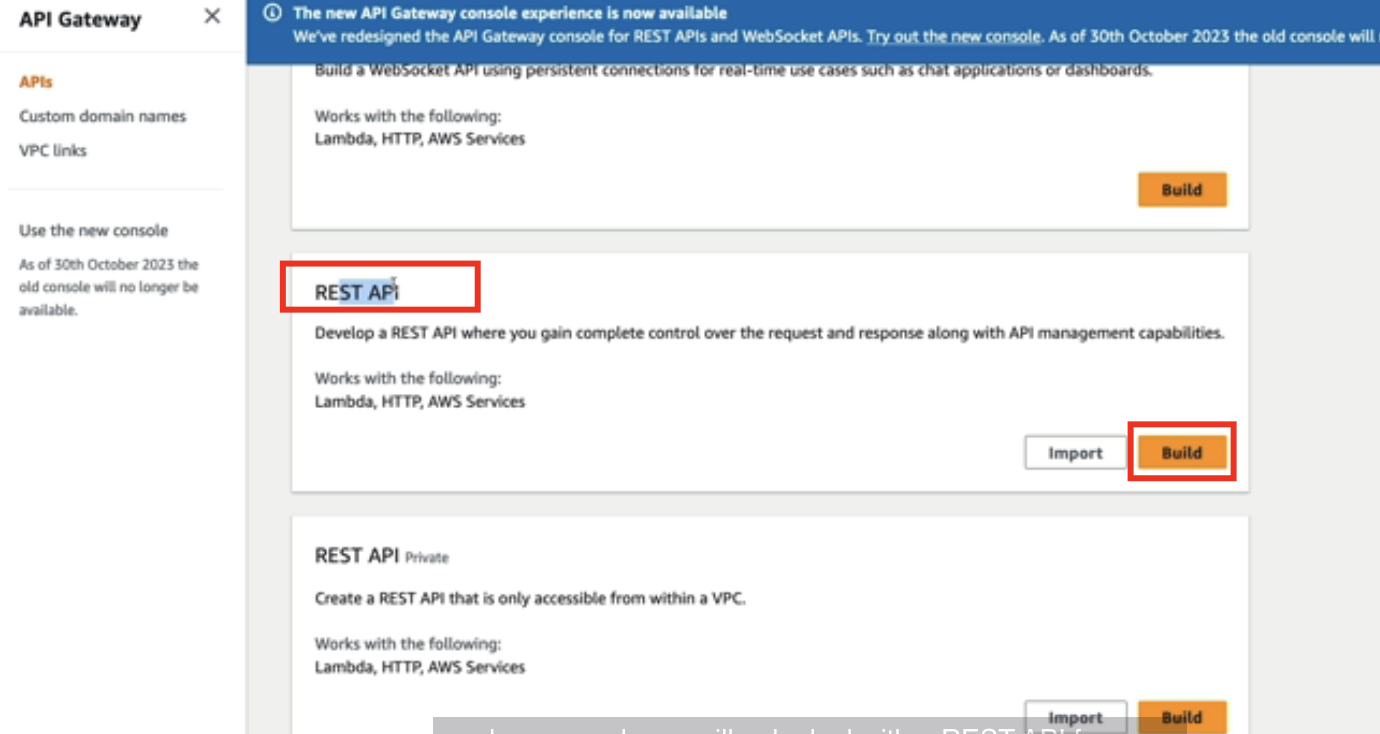 API Gateway
APIs
Custom domain names
VPC links
Use the new console
As of 30th October 2023 the
old console will no longer be
available.
The new API Gateway console experience is now available
We've redesigned the API Gateway console for REST APIs and WebSocket APIs. Try out the new console. As of 30th October 2023 the old console will
Build a WebSocket API using persistent connections for real-time use cases such as chat applications or dashboards.
Works with the following:
Lambda, HTTP, AWS Services
Build
REST API
Develop a REST API where you gain complete control over the request and response along with API management capabilities.
Works with the following:
Lambda, HTTP, AWS Services
Import Build
REST API Private
Create a REST API that is only accessible from within a VPC.
Works with the following:
Lambda, HTTP, AWS Services
Import Build
REST API